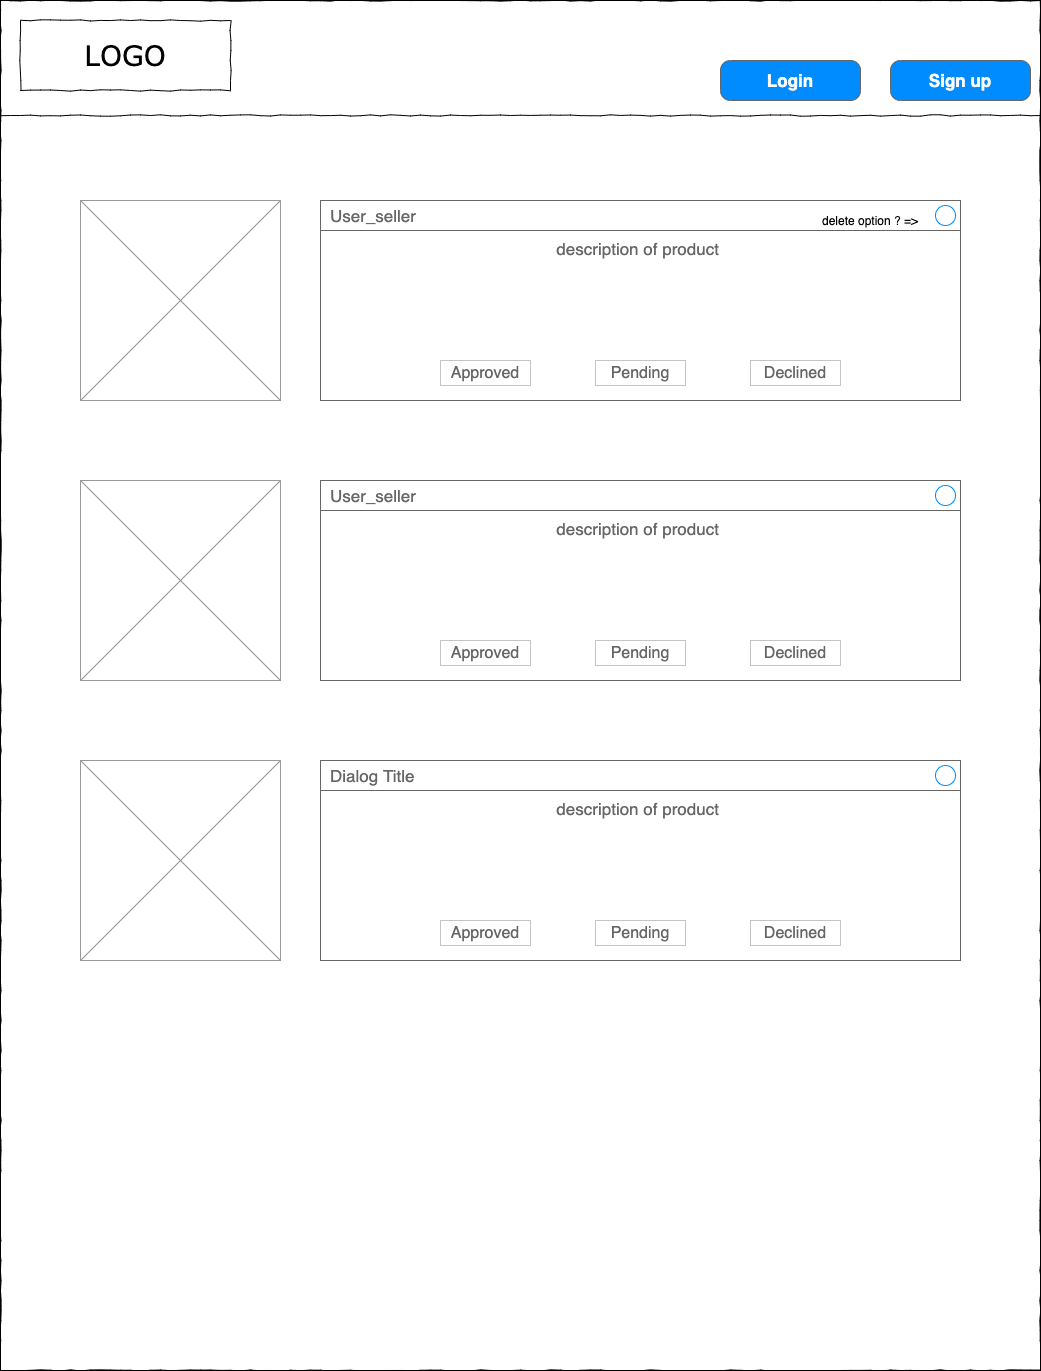 LOGO
Login
Sign up
User_seller
delete option ? =>
description of product
Approved
Pending
Declined
User_seller
description of product
Approved
Pending
Declined
Dialog Title
description of product
Approved
Pending
Declined